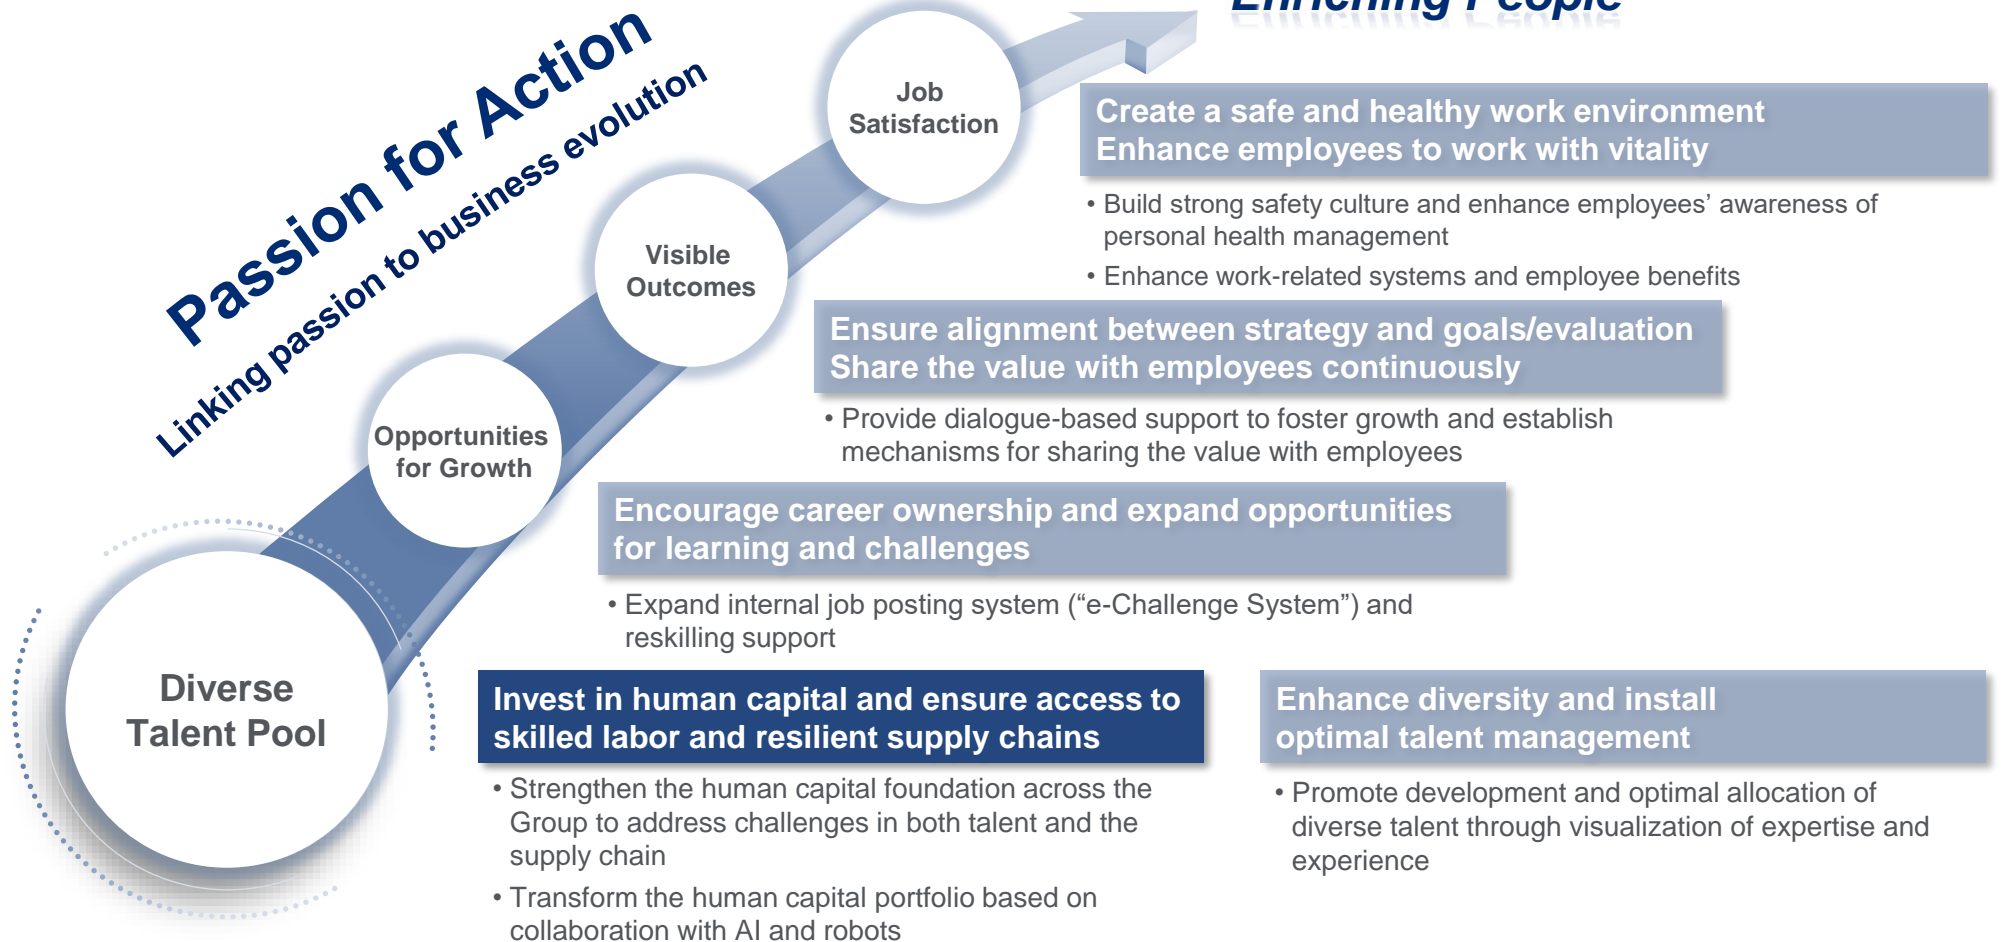 Enriching People
Passion for Action
Linking passion to business evolution
Job
Satisfaction
Create a safe and healthy work environment
Enhance employees to work with vitality
• Build strong safety culture and enhance employees’ awareness of
personal health management
• Enhance work-related systems and employee benefits
Visible
Outcomes
Ensure alignment between strategy and goals/evaluation
Share the value with employees continuously
• Provide dialogue-based support to foster growth and establish
mechanisms for sharing the value with employees
Opportunities
for Growth
Encourage career ownership and expand opportunities
for learning and challenges
• Expand internal job posting system (“e-Challenge System”) and
reskilling support
Diverse
Talent Pool
Invest in human capital and ensure access to
skilled labor and resilient supply chains
• Strengthen the human capital foundation across the
Group to address challenges in both talent and the
supply chain
• Transform the human capital portfolio based on
collaboration with AI and robots
Enhance diversity and install
optimal talent management
• Promote development and optimal allocation of
diverse talent through visualization of expertise and
experience